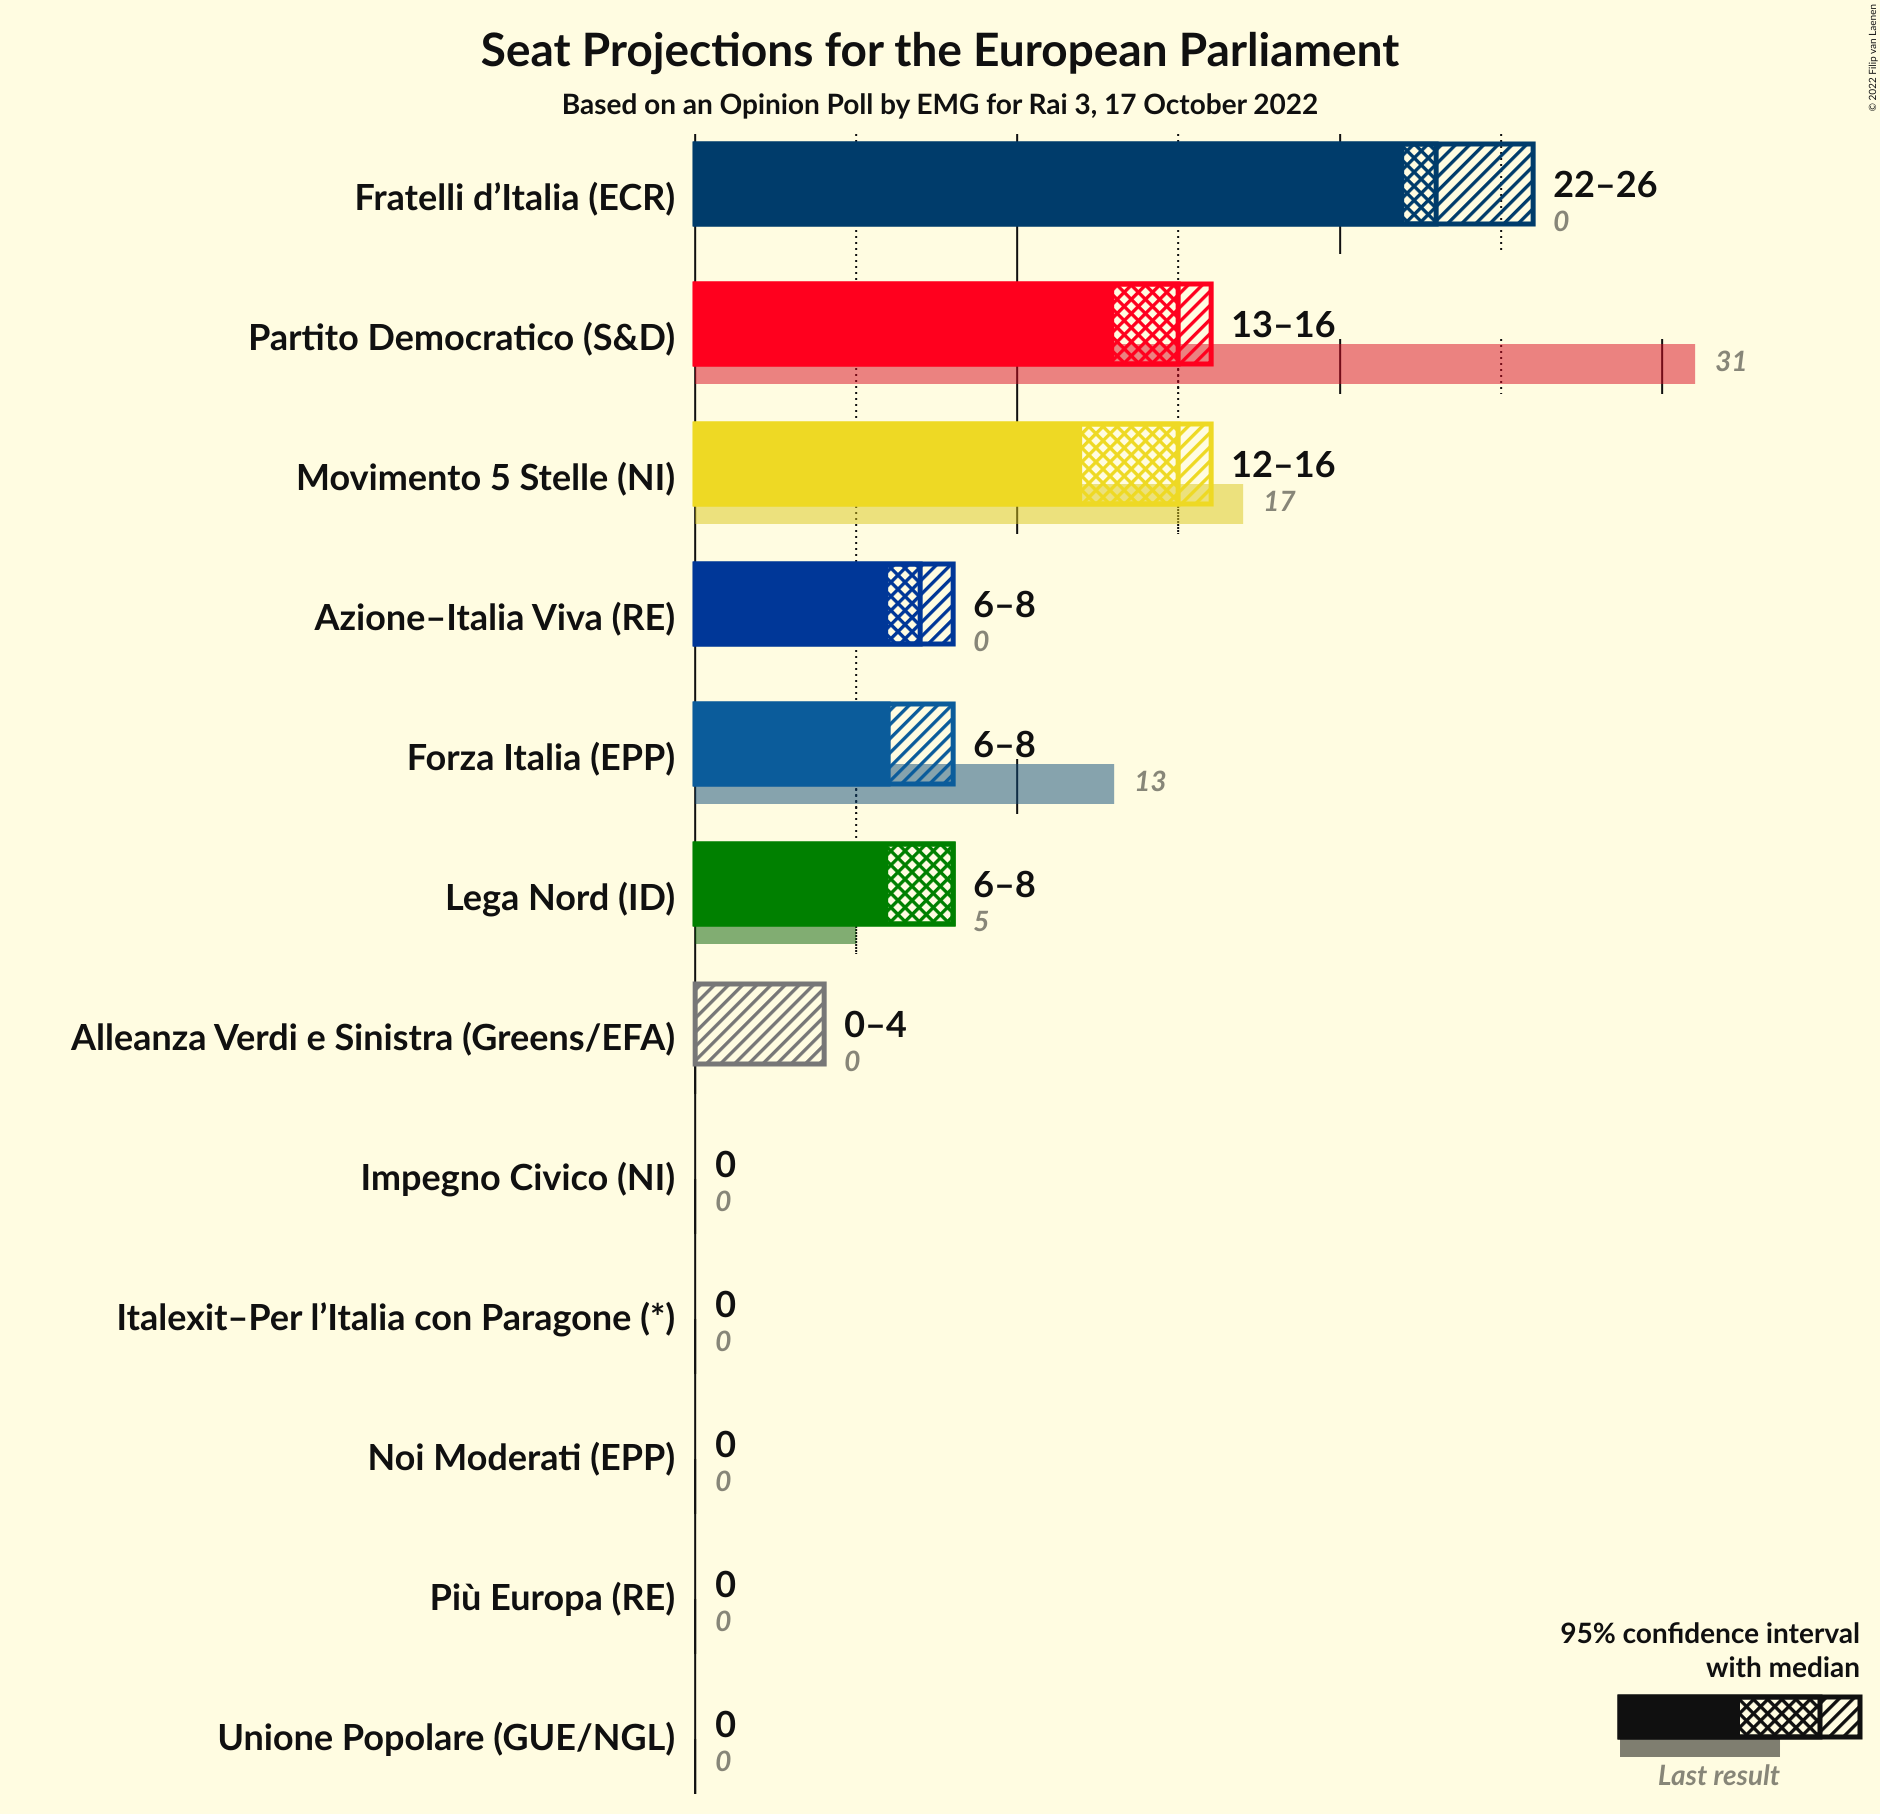 Seat Projections for the European Parliament
Based on an Opinion Poll by EMG for Rai 3, 17 October 2022
© 2022 Filip van Laenen
Fratelli d’Italia (ECR)
22–26
0
Partito Democratico (S&D)
13–16
31
Movimento 5 Stelle (NI)
12–16
17
Azione–Italia Viva (RE)
6–8
0
Forza Italia (EPP)
6–8
13
Lega Nord (ID)
6–8
5
Alleanza Verdi e Sinistra (Greens/EFA)
0–4
0
Impegno Civico (NI)
0
0
Italexit–Per l’Italia con Paragone (*)
0
0
Noi Moderati (EPP)
0
0
Più Europa (RE)
0
0
Unione Popolare (GUE/NGL)
0
0
95% confidence interval
with median
Last result